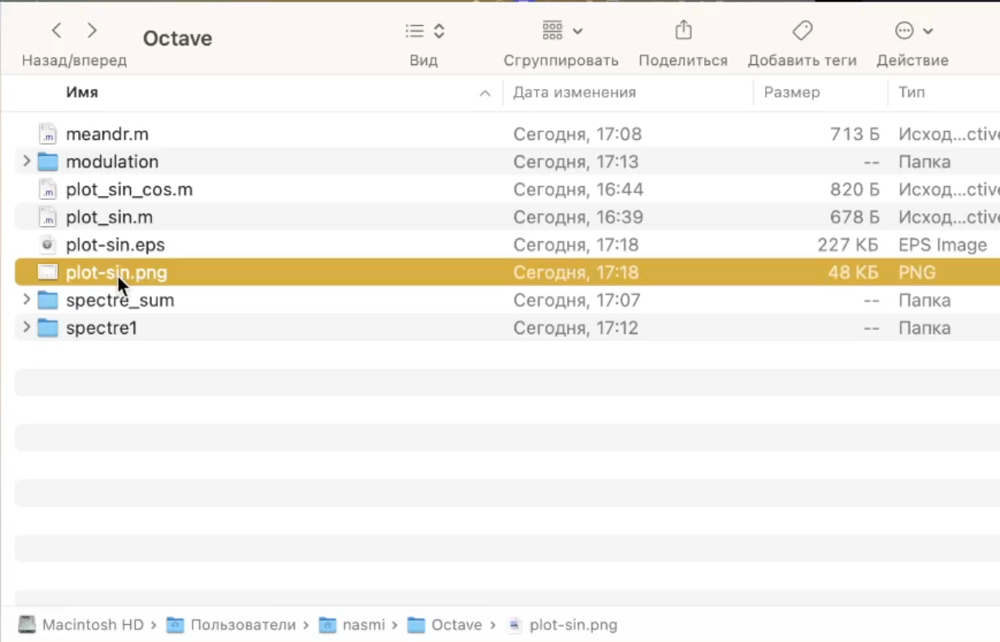 Octave
Назад/вперед Вид Сгруппировать Поделиться Добавить теги Действие
Имя Дата изменения Размер Тип
meandr.m Сегодня, 17:08 713 Б Исход...ctive
modulation Сегодня, 17:13 -- Папка
plot_sin_cos.m Сегодня, 16:44 820 Б Исход...ctive
plot_sin.m Сегодня, 16:39 678 Б Исход...ctive
plot-sin.eps Сегодня, 17:18 227 КБ EPS Image
plot-sin.png Сегодня, 17:18 48 КБ PNG
spectre_sum Сегодня, 17:07 -- Папка
spectre1 Сегодня, 17:12 -- Папка
Macintosh HD › Пользователи › nasmi › Octave › plot-sin.png